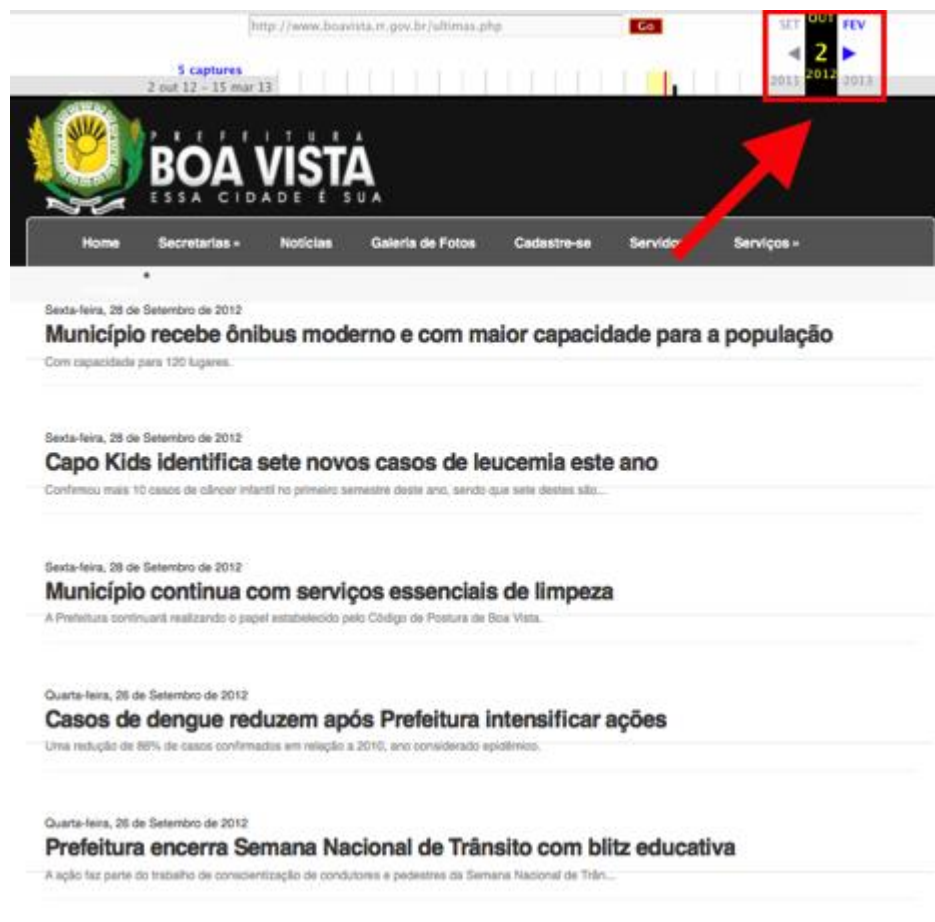 http://www.boavista.rr.gov.br/ultimas.php
Go
SET OUT FEV
2
2011 2012 2013
5 captures
2 out 12 - 15 mar 13
PREFEITURA
BOA VISTA
ESSA CIDADE É SUA
Home Secretarias » Notícias Galeria de Fotos Cadastre-se Serviços »
Sexta-feira, 28 de Setembro de 2012
Município recebe ônibus moderno e com maior capacidade para a população
Com capacidade para 120 lugares.
Sexta-feira, 28 de Setembro de 2012
Capo Kids identifica sete novos casos de leucemia este ano
Confirmou mais 10 casos de câncer infantil no primeiro semestre deste ano, sendo que sete destes são...
Sexta-feira, 28 de Setembro de 2012
Município continua com serviços essenciais de limpeza
A Prefeitura continuará realizando o papel estabelecido pelo Código de Postura de Boa Vista.
Quarta-feira, 26 de Setembro de 2012
Casos de dengue reduzem após Prefeitura intensificar ações
Uma redução de 86% de casos confirmados em relação a 2010, ano considerado epidêmico.
Quarta-feira, 26 de Setembro de 2012
Prefeitura encerra Semana Nacional de Trânsito com blitz educativa
A ação faz parte do trabalho de conscientização de condutores e pedestres da Semana Nacional de Trân...